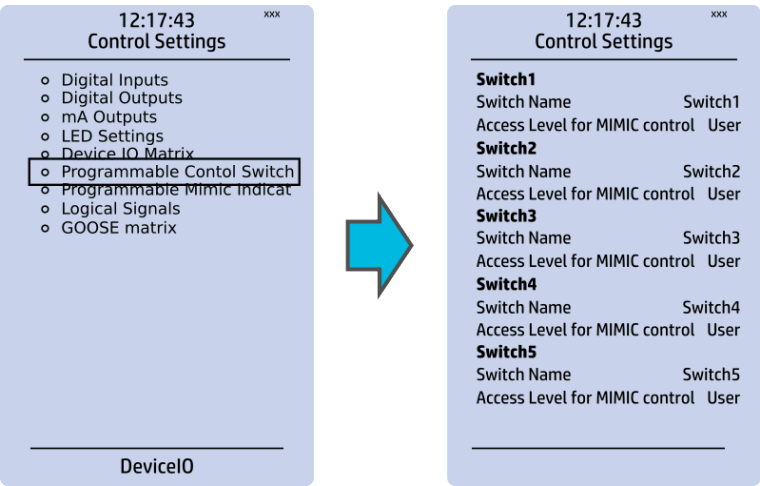 12:17:43 xxx
Control Settings
Digital Inputs
Digital Outputs
mA Outputs
LED Settings
Device IO Matrix
Programmable Contol Switch
Programmable Mimic Indicat
Logical Signals
GOOSE matrix
DeviceIO
12:17:43 xxx
Control Settings
Switch1
Switch Name Switch1
Access Level for MIMIC control User
Switch2
Switch Name Switch2
Access Level for MIMIC control User
Switch3
Switch Name Switch3
Access Level for MIMIC control User
Switch4
Switch Name Switch4
Access Level for MIMIC control User
Switch5
Switch Name Switch5
Access Level for MIMIC control User